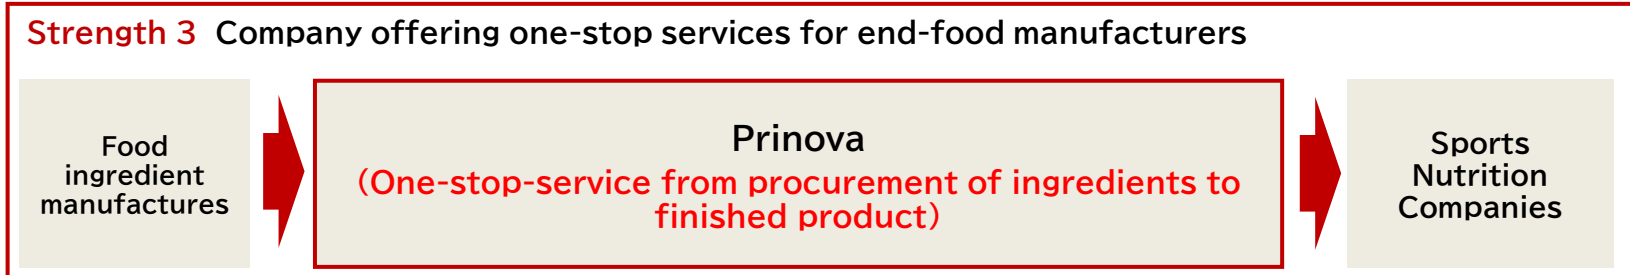 Strength 3 Company offering one-stop services for end-food manufacturers
Food
ingredient
manufactures
Prinova
(One-stop-service from procurement of ingredients to
finished product)
Sports
Nutrition
Companies